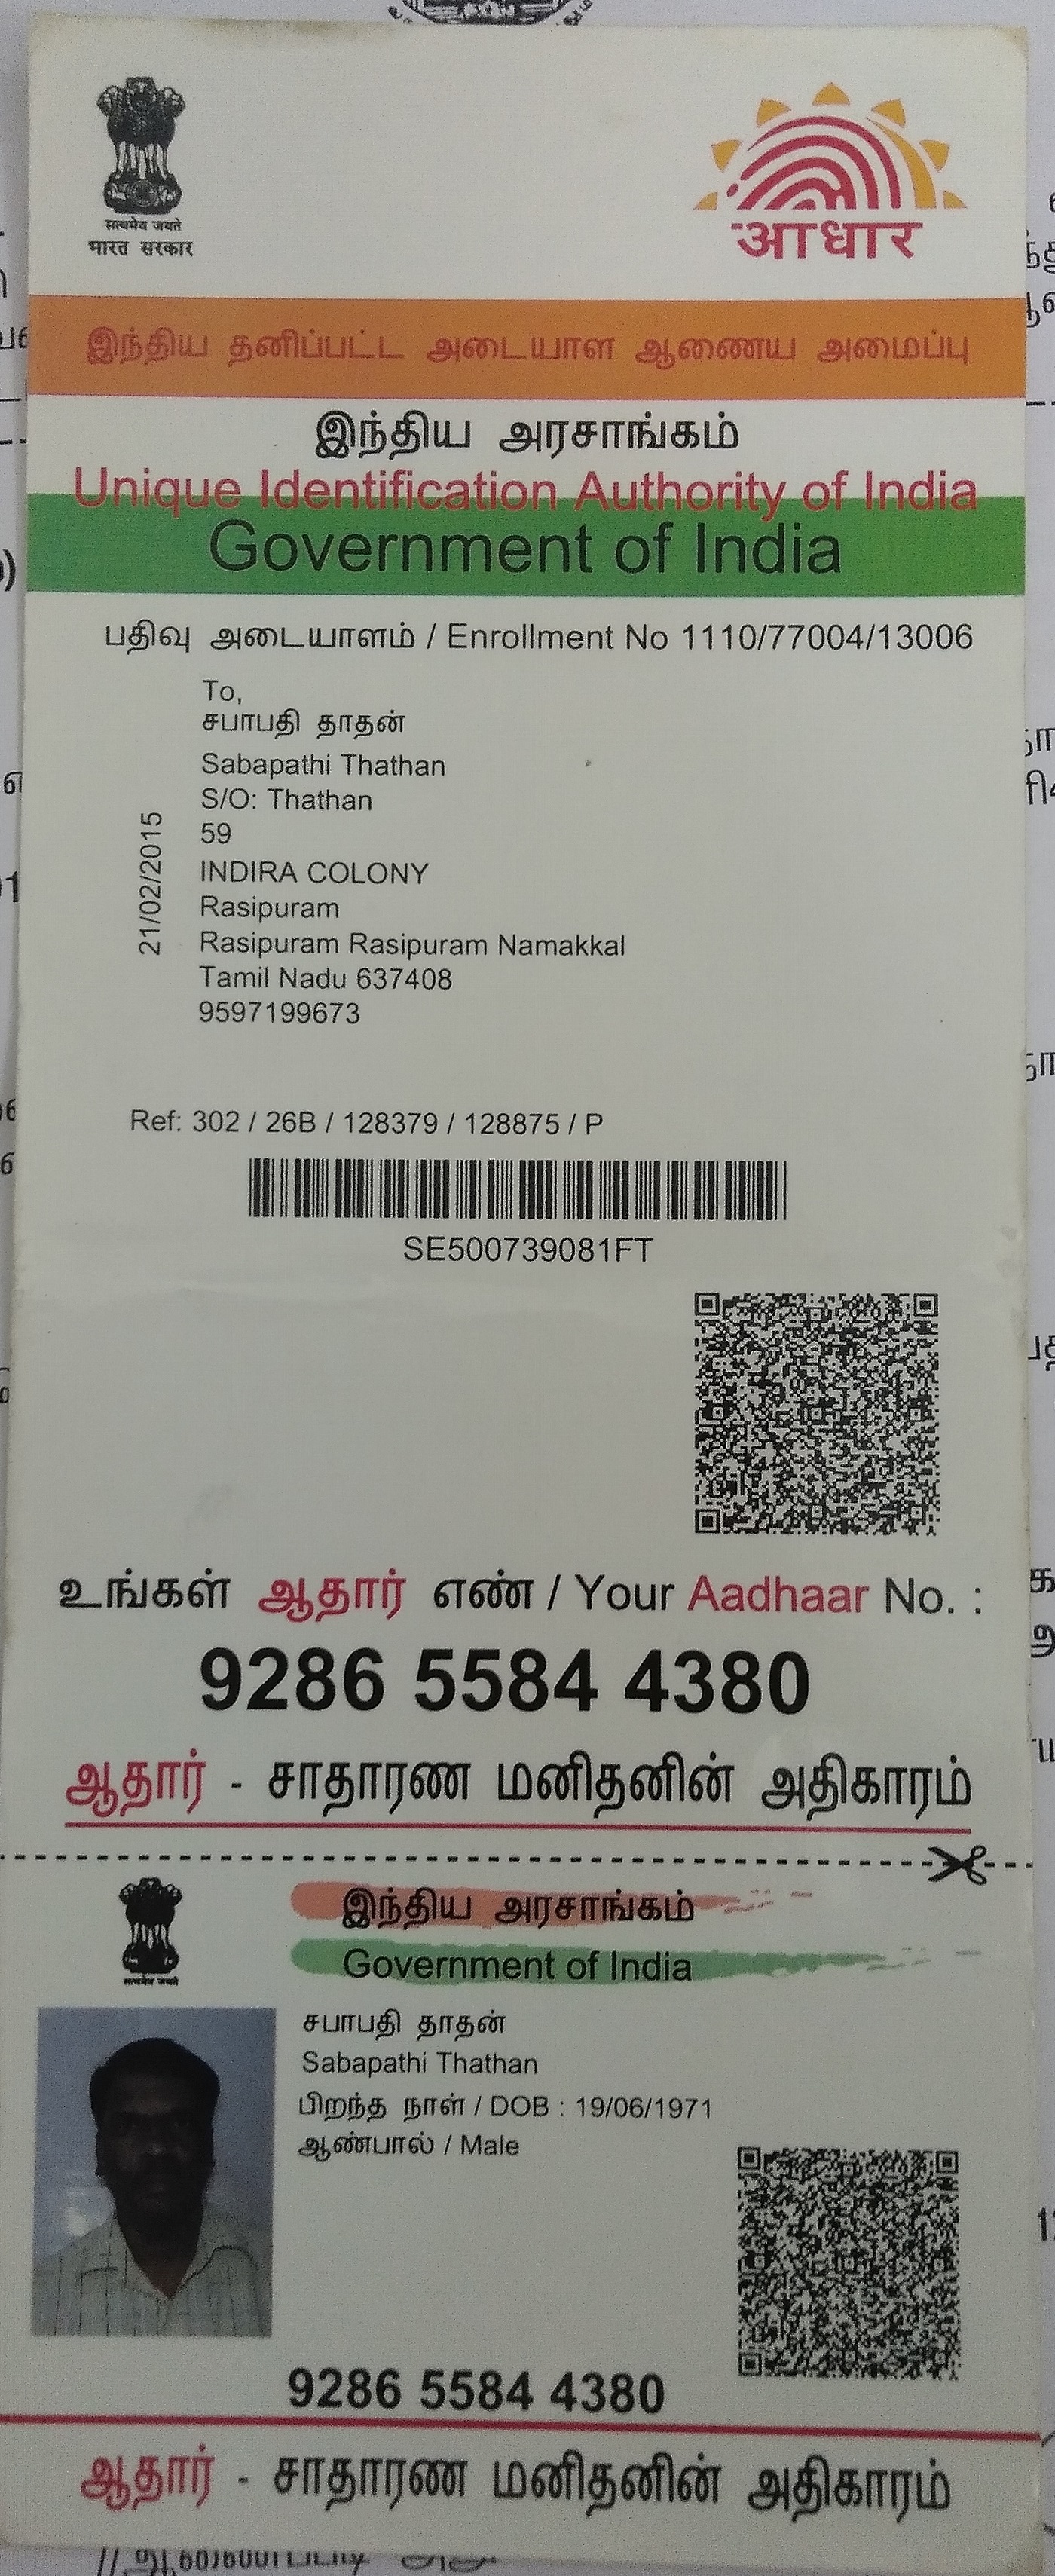 सत्यमेव जयते
भारत सरकार
आधार
இந்திய தனிப்பட்ட அடையாள ஆணைய அமைப்பு
இந்திய அரசாங்கம்
Unique Identification Authority of India
Government of India
பதிவு அடையாளம் / Enrollment No 1110/77004/13006
To,
சபாபதி தாதன்
Sabapathi Thathan
S/O: Thathan
59
INDIRA COLONY
Rasipuram
Rasipuram Rasipuram Namakkal
Tamil Nadu 637408
9597199673
21/02/2015
Ref: 302 / 26B / 128379 / 128875 / P
SE500739081FT
உங்கள் ஆதார் எண் / Your Aadhaar No. :
9286 5584 4380
ஆதார் - சாதாரண மனிதனின் அதிகாரம்
இந்திய அரசாங்கம்
Government of India
सत्यमेव जयते
சபாபதி தாதன்
Sabapathi Thathan
பிறந்த நாள் / DOB : 19/06/1971
ஆண்பால் / Male
9286 5584 4380
ஆதார் - சாதாரண மனிதனின் அதிகாரம்